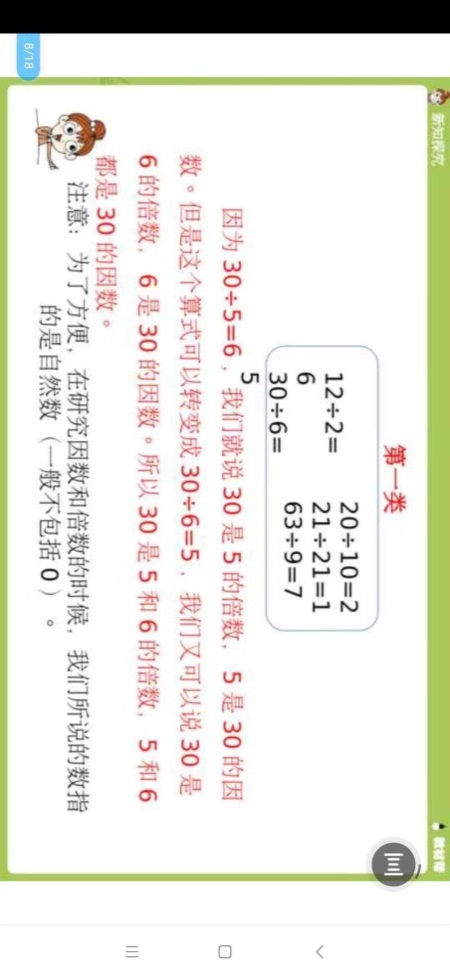 8/18
新知探究
教材帮
第一类
12÷2=
6
30÷6=
5
20÷10=2
21÷21=1
63÷9=7
因为 30÷5=6，我们就说 30 是 5 的倍数，5 是 30 的因
数。但是这个算式可以转变成 30÷6=5，我们又可以说 30 是
6 的倍数，6 是 30 的因数。所以 30 是 5 和 6 的倍数，5 和 6
都是 30 的因数。
注意：为了方便，在研究因数和倍数的时候，我们所说的数指
的是自然数（一般不包括 0）。